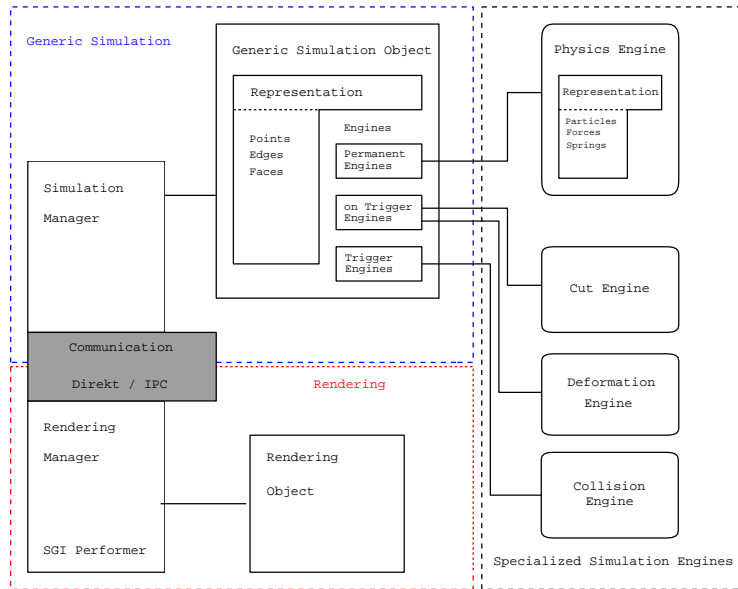 Generic Simulation
Generic Simulation Object
Representation
Points
Edges
Faces
Engines
Permanent
Engines
on Trigger
Engines
Trigger
Engines
Simulation
Manager
Communication
Direkt / IPC
Rendering
Rendering
Manager
SGI Performer
Rendering
Object
Physics Engine
Representation
Particles
Forces
Springs
Cut Engine
Deformation
Engine
Collision
Engine
Specialized Simulation Engines